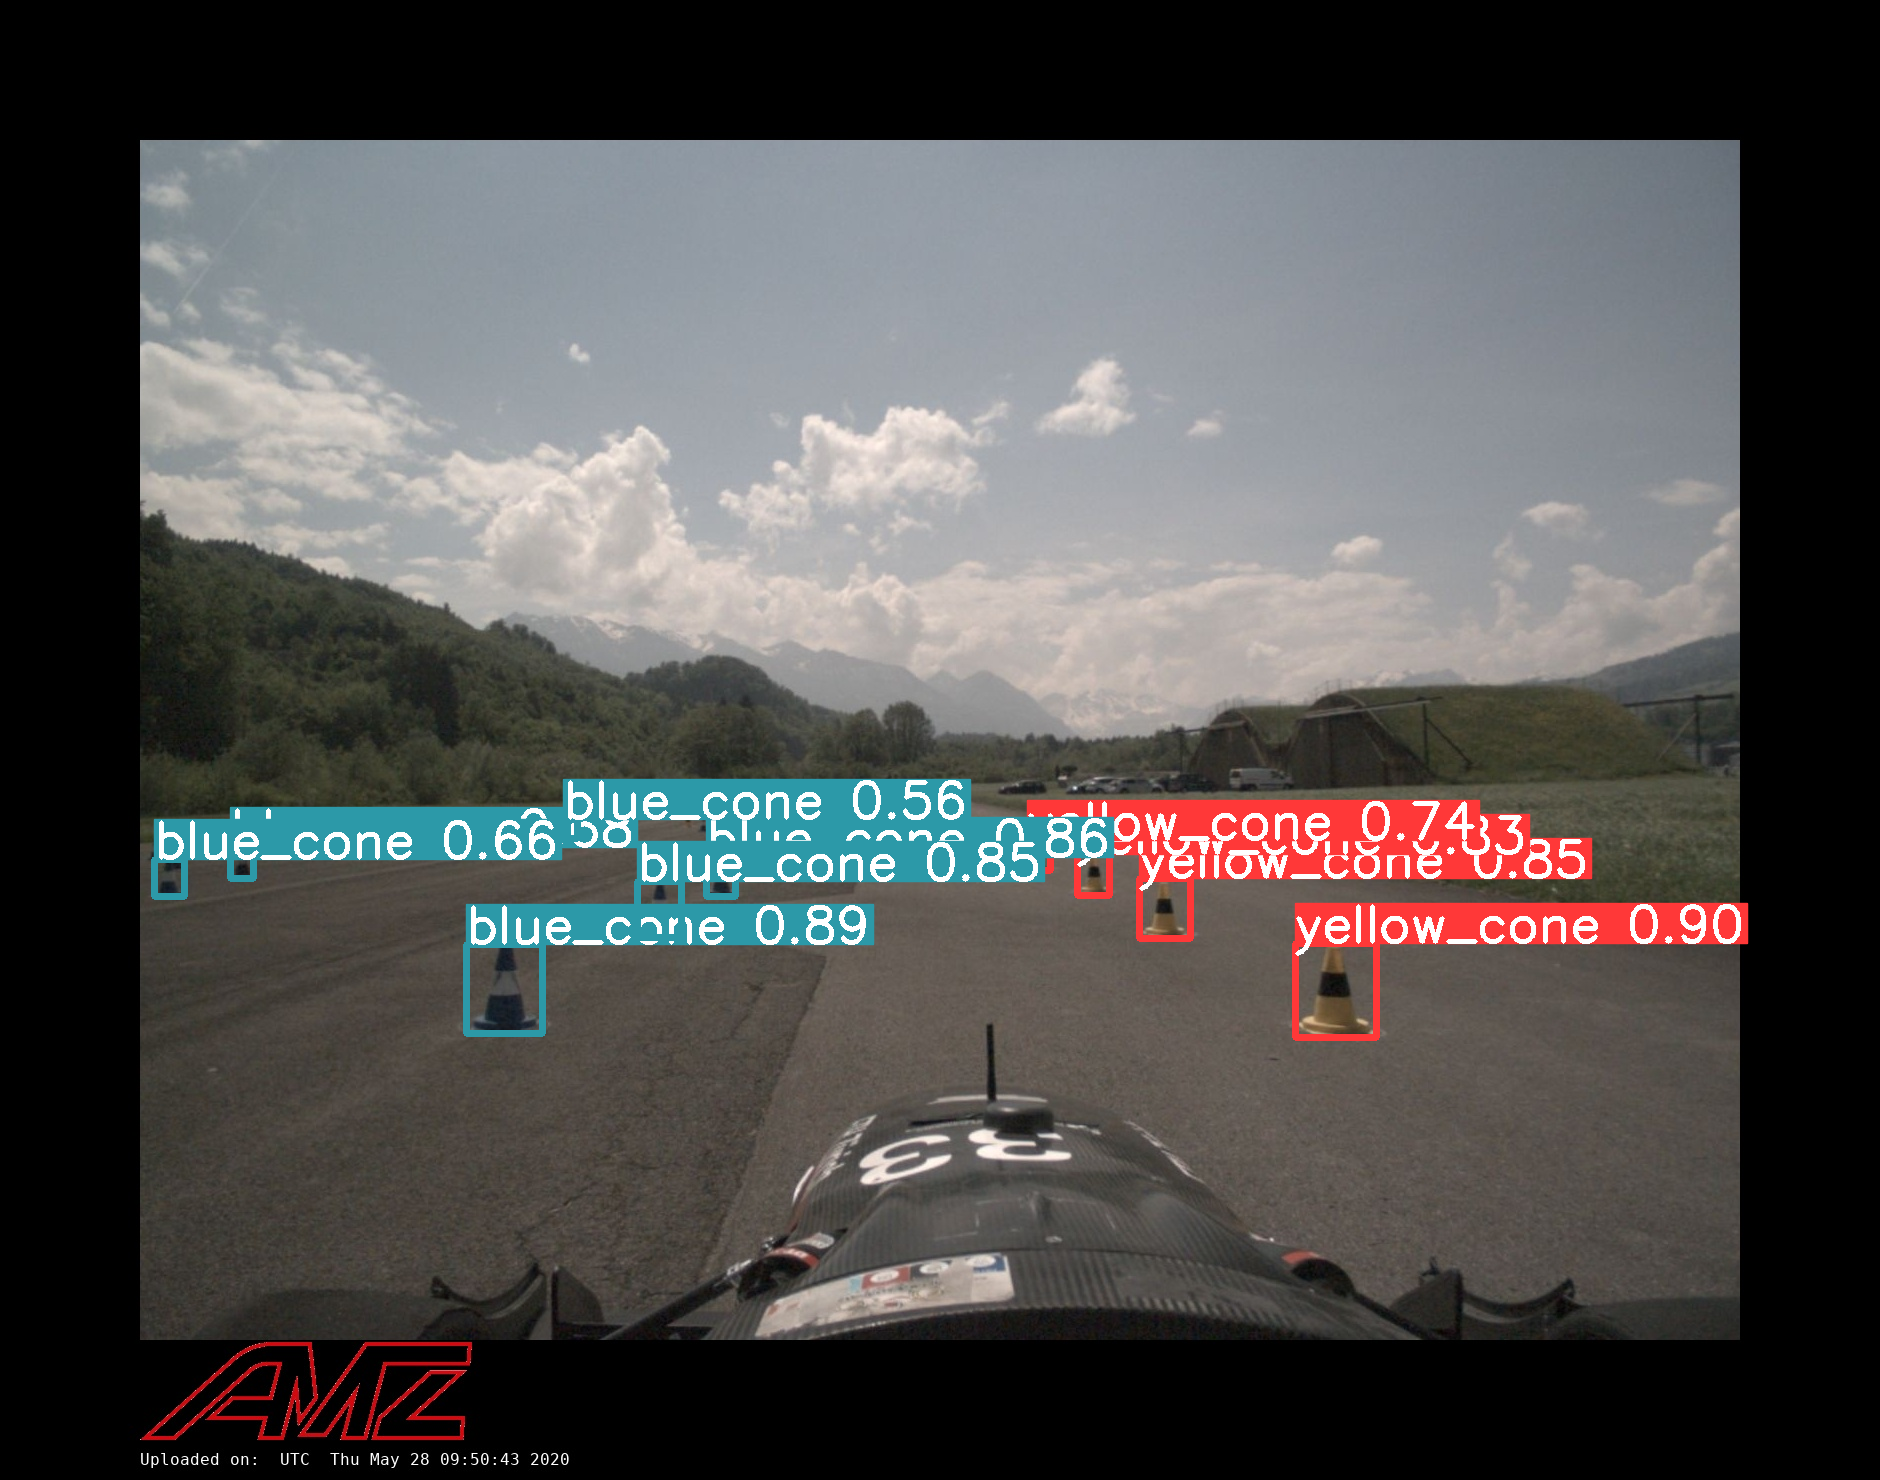 blue_cone 0.56
yellow_cone 0.74
blue_cone 0.66
blue_cone 0.85
yellow_cone 0.85
blue_cone 0.89
yellow_cone 0.90
33
AMZ
Uploaded on:  UTC  Thu May 28 09:50:43 2020